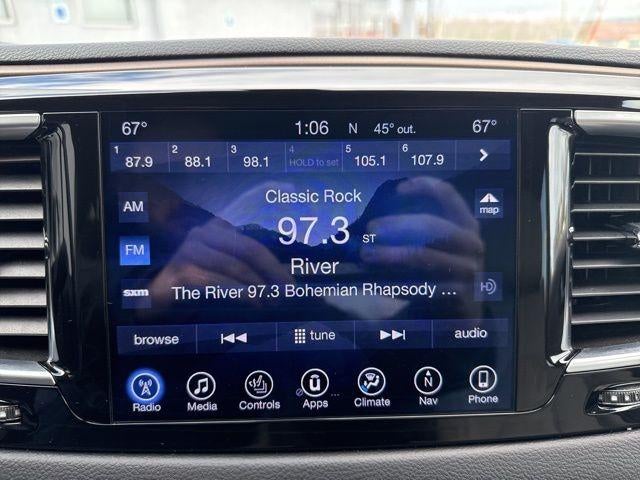 67° 1:06 N 45° out. 67°
1 87.9 2 88.1 3 98.1 4 HOLD to set 5 105.1 6 107.9
Classic Rock
AM 97.3 ST map
FM River
sxm The River 97.3 Bohemian Rhapsody ... HD
browse tune audio
Radio Media Controls Apps ... Climate Nav Phone